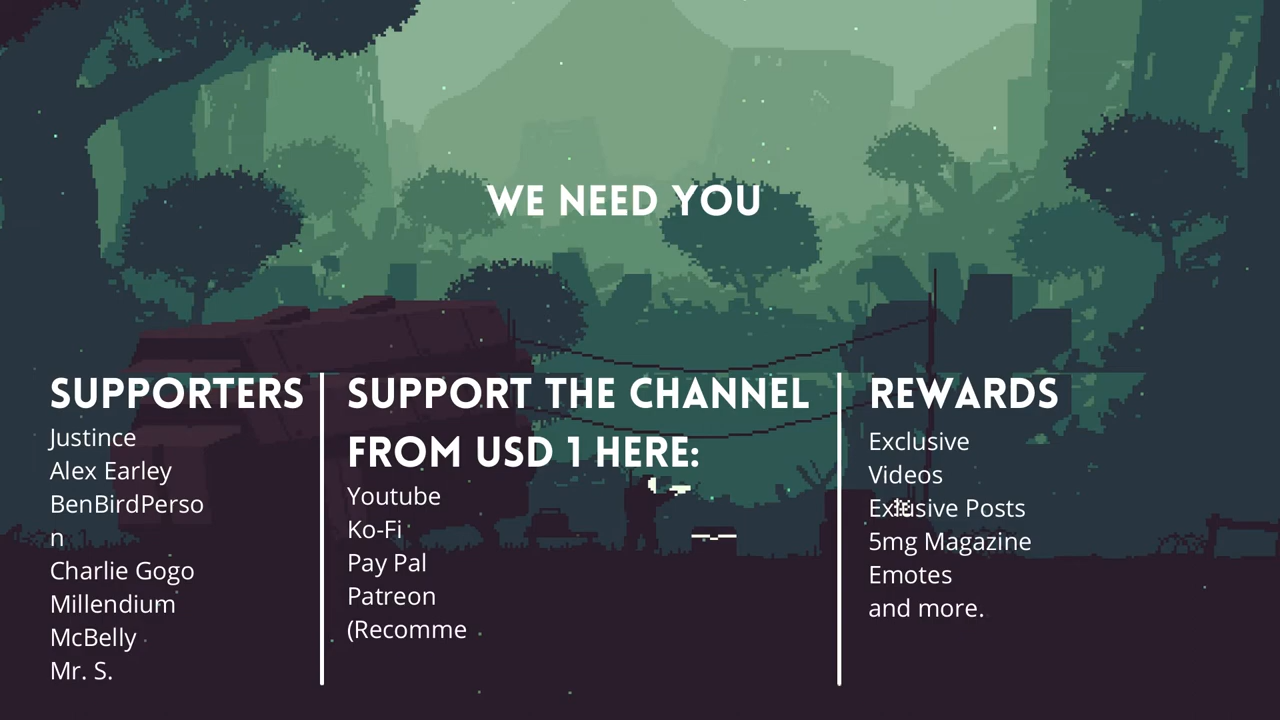 WE NEED YOU
SUPPORTERS
Justince
Alex Earley
BenBirdPerso
n
Charlie Gogo
Millendium
McBelly
Mr. S.
SUPPORT THE CHANNEL
FROM USD 1 HERE:
Youtube
Ko-Fi
Pay Pal
Patreon
(Recomme
REWARDS
Exclusive
Videos
Exlusive Posts
5mg Magazine
Emotes
and more.